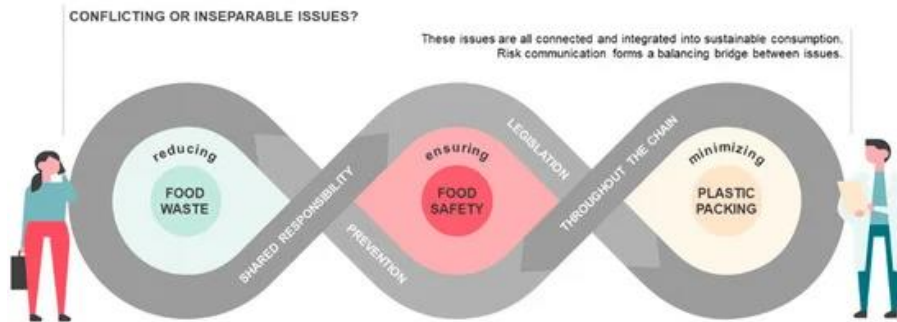 CONFLICTING OR INSEPARABLE ISSUES?
These issues are all connected and integrated into sustainable consumption.
Risk communication forms a balancing bridge between issues.
reducing
FOOD
WASTE
SHARED RESPONSIBILITY
PREVENTION
ensuring
FOOD
SAFETY
LEGISLATION
THROUGHOUT THE CHAIN
minimizing
PLASTIC
PACKING